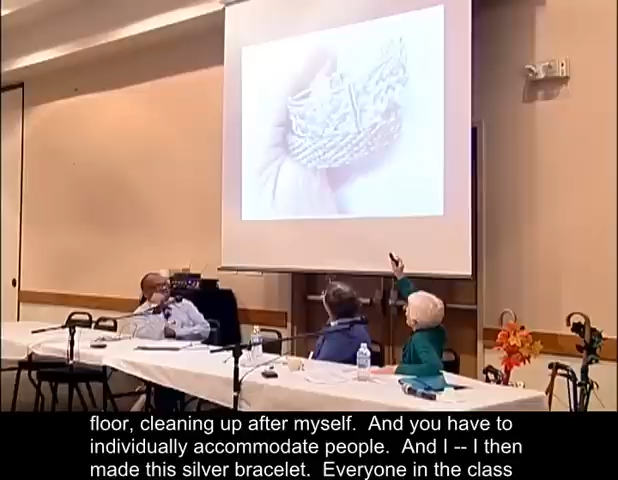 floor, cleaning up after myself.  And you have to
individually accommodate people.  And I -- I then
made this silver bracelet.  Everyone in the class